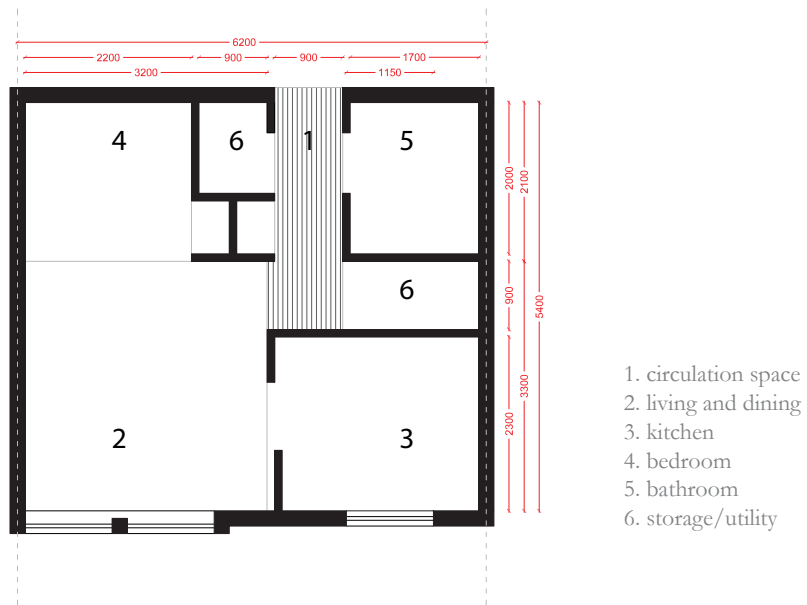 6200
2200 900 900 1700
3200 1150
4 6 1 5
2000 2100
6
900 5400
2 3
2300 3300
1. circulation space
2. living and dining
3. kitchen
4. bedroom
5. bathroom
6. storage/utility